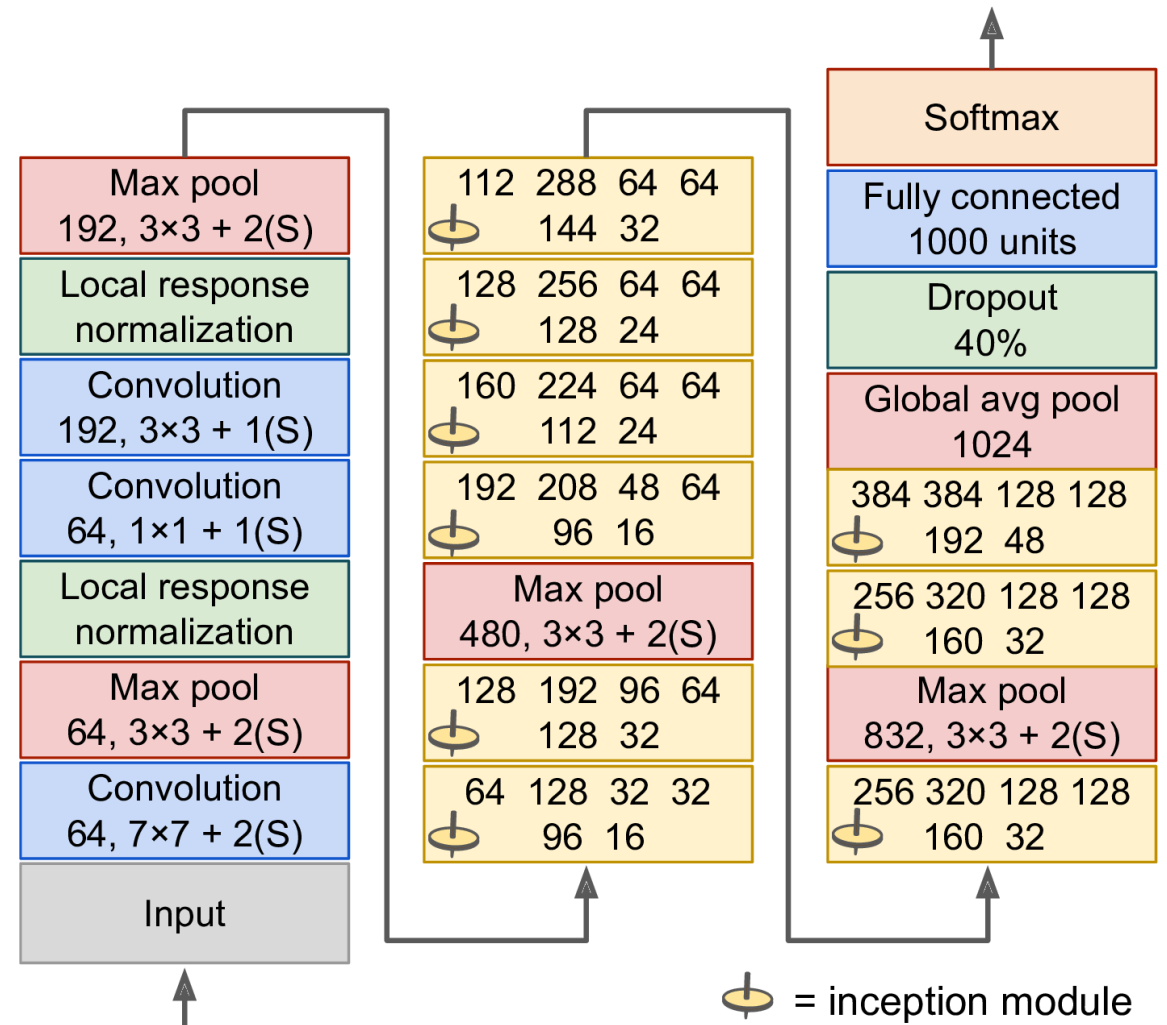 Max pool
192, 3×3 + 2(S)
Local response
normalization
Convolution
192, 3×3 + 1(S)
Convolution
64, 1×1 + 1(S)
Local response
normalization
Max pool
64, 3×3 + 2(S)
Convolution
64, 7×7 + 2(S)
Input
112 288 64 64
144 32
128 256 64 64
128 24
160 224 64 64
112 24
192 208 48 64
96 16
Max pool
480, 3×3 + 2(S)
128 192 96 64
128 32
64 128 32 32
96 16
Softmax
Fully connected
1000 units
Dropout
40%
Global avg pool
1024
384 384 128 128
192 48
256 320 128 128
160 32
Max pool
832, 3×3 + 2(S)
256 320 128 128
160 32
= inception module